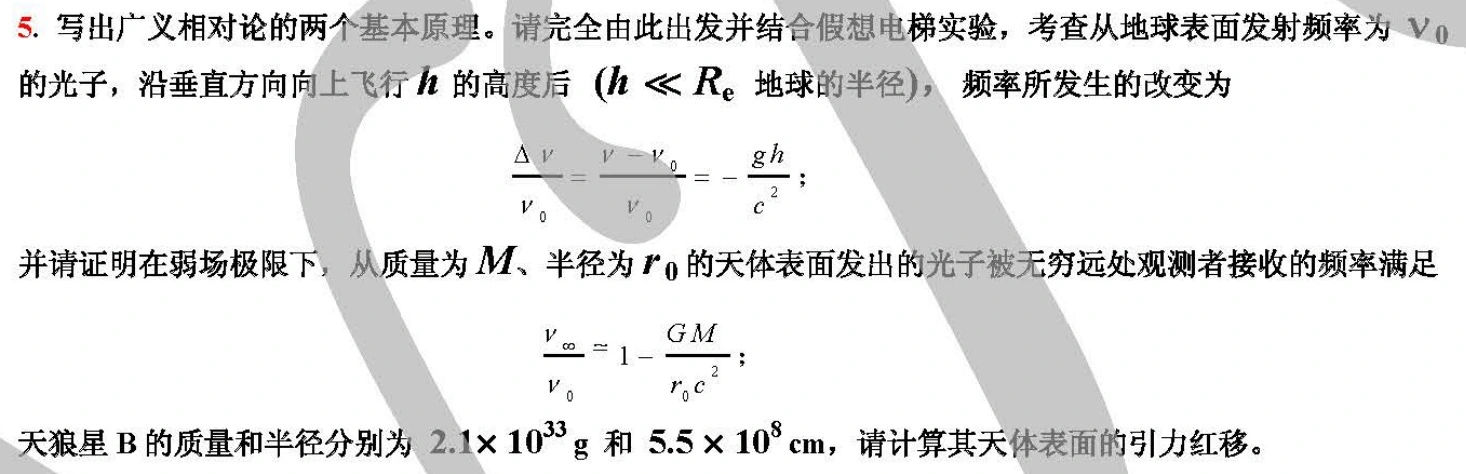 5. 写出广义相对论的两个基本原理。请完全由此出发并结合假想电梯实验，考查从地球表面发射频率为 ν₀
的光子，沿垂直方向向上飞行 h 的高度后 (h ≪ Rₑ 地球的半径)， 频率所发生的改变为
Δν/ν₀ = (ν − ν₀)/ν₀ = − gh/c²；
并请证明在弱场极限下，从质量为 M、半径为 r₀ 的天体表面发出的光子被无穷远处观测者接收的频率满足
ν∞/ν₀ ≃ 1 − GM/(r₀c²)；
天狼星 B 的质量和半径分别为 2.1× 10³³ g 和 5.5 × 10⁸ cm，请计算其天体表面的引力红移。